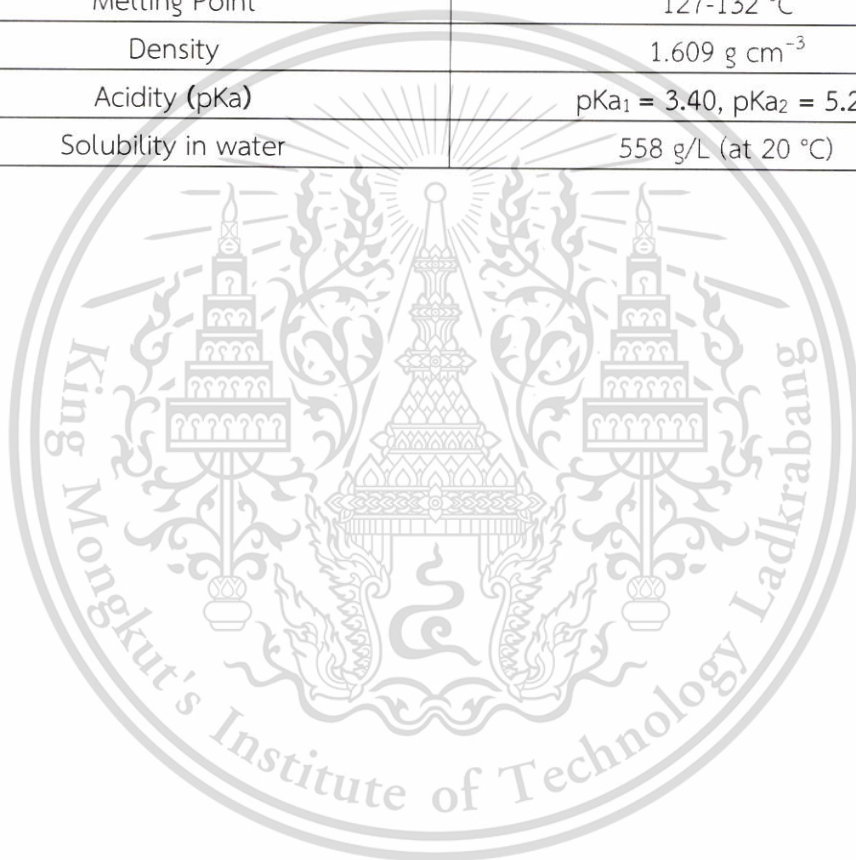 Melting Point 127-132 °C
Density 1.609 g cm⁻³
Acidity (pKa) pKa₁ = 3.40, pKa₂ = 5.2
Solubility in water 558 g/L (at 20 °C)
King Mongkut's Institute of Technology Ladkrabang